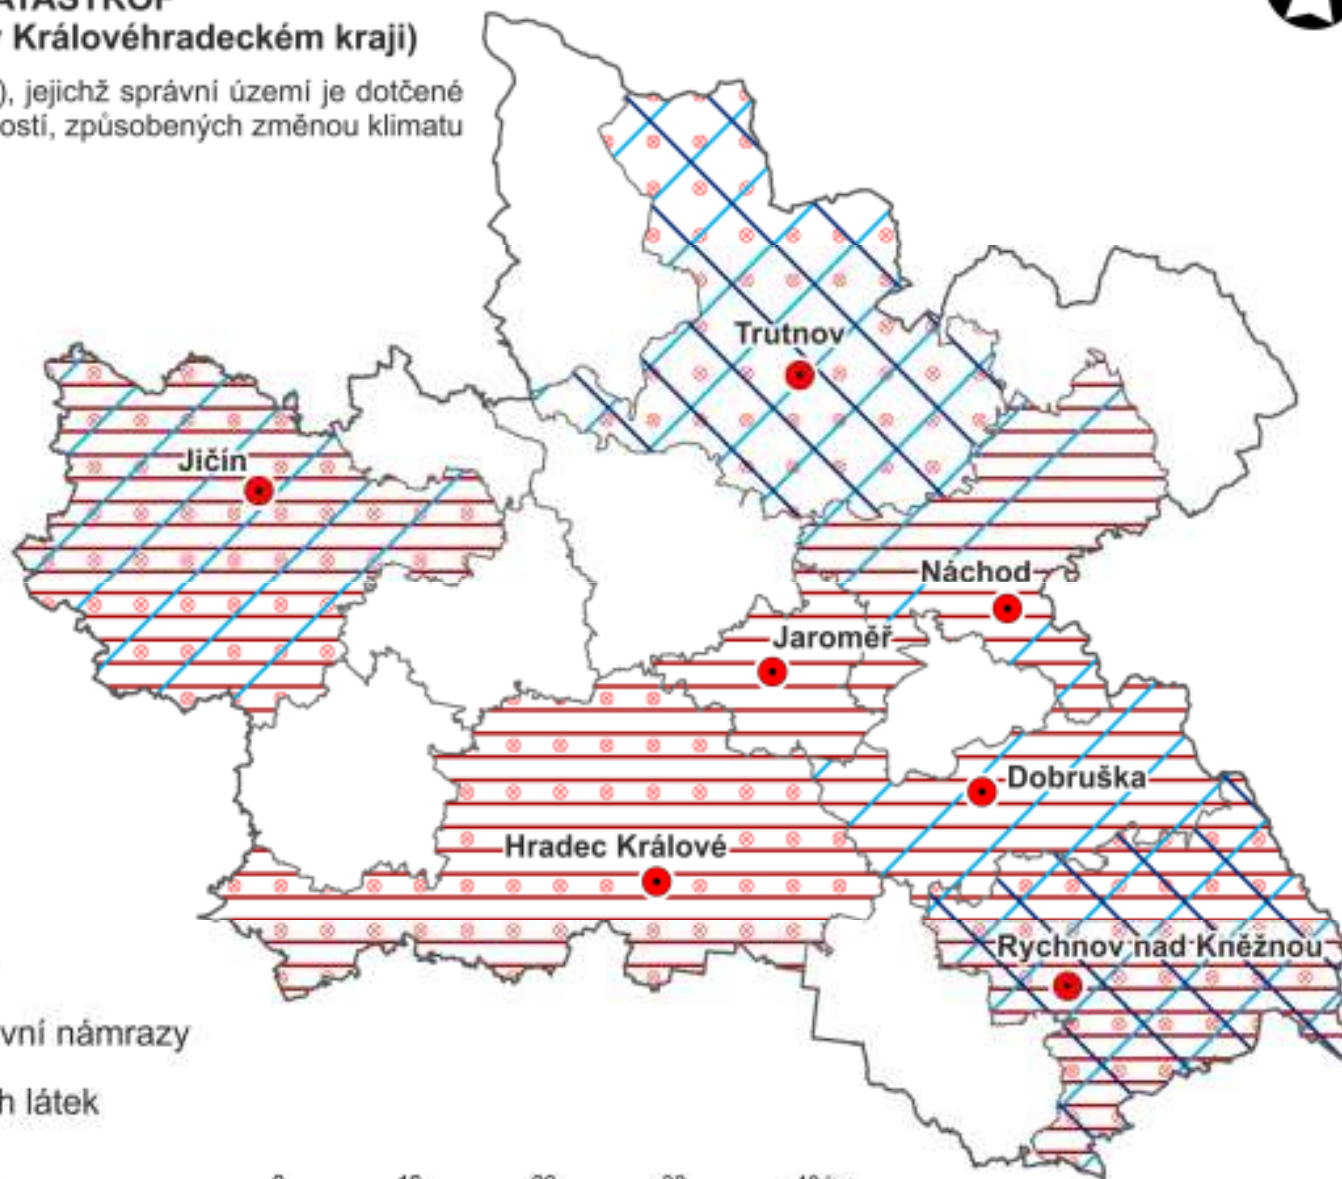 ATASTROF
v Královéhradeckém kraji)
), jejichž správní území je dotčené
ostí, způsobených změnou klimatu
Trutnov
Jičín
Náchod
Jaroměř
Dobruška
Hradec Králové
Rychnov nad Kněžnou
vní námrazy
h látek